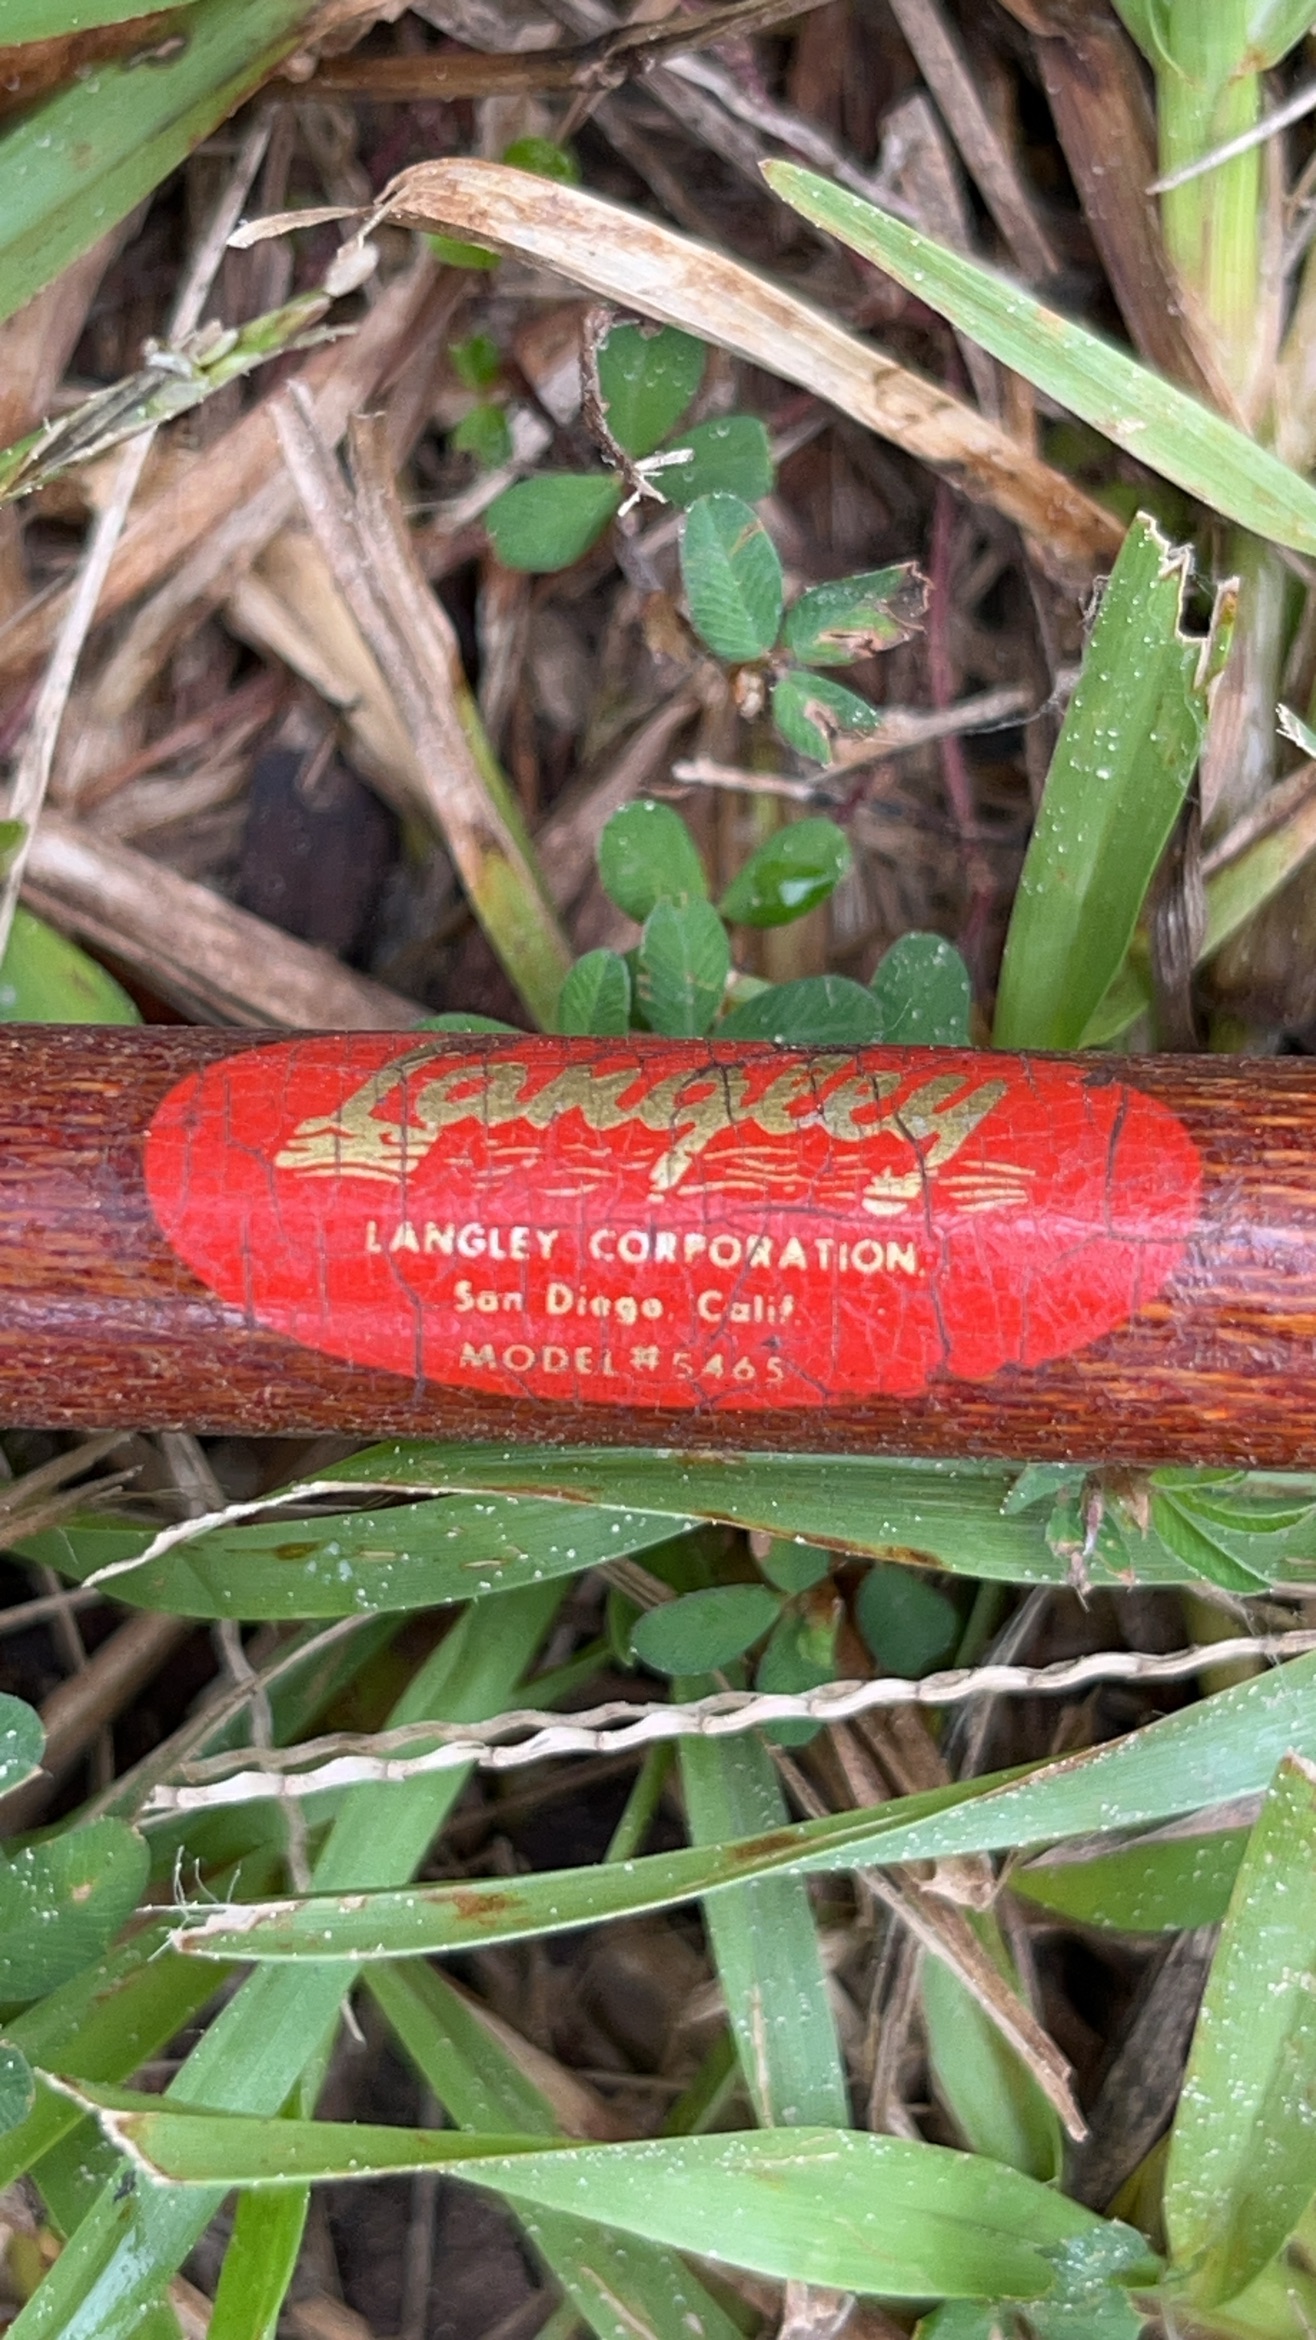 Langley
LANGLEY CORPORATION.
San Diego, Calif.
MODEL # 5465